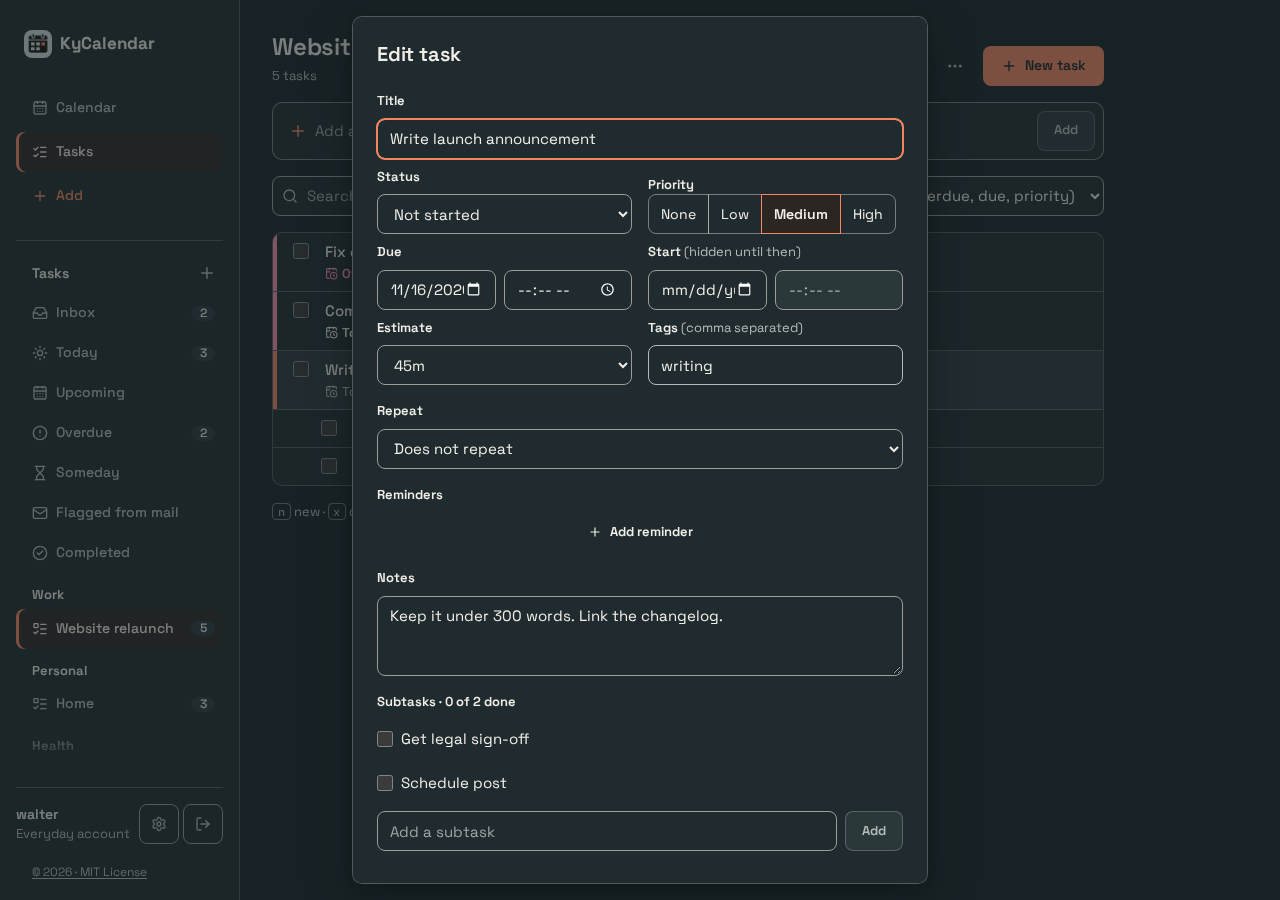 KyCalendar
Calendar
Tasks
Add
Tasks
Inbox 2
Today 3
Upcoming
Overdue 2
Someday
Flagged from mail
Completed
Work
Website relaunch 5
Personal
Home 3
Health
walter
Everyday account
© 2026 · MIT License
5 tasks
New task
Add
erdue, due, priority)
n new · x
Edit task
Title
Write launch announcement
Status
Not started
Priority
None Low Medium High
Due
11/16/202
--:-- --
Start (hidden until then)
mm/dd/y
--:-- --
Estimate
45m
Tags (comma separated)
writing
Repeat
Does not repeat
Reminders
Add reminder
Notes
Keep it under 300 words. Link the changelog.
Subtasks · 0 of 2 done
Get legal sign-off
Schedule post
Add a subtask
Add